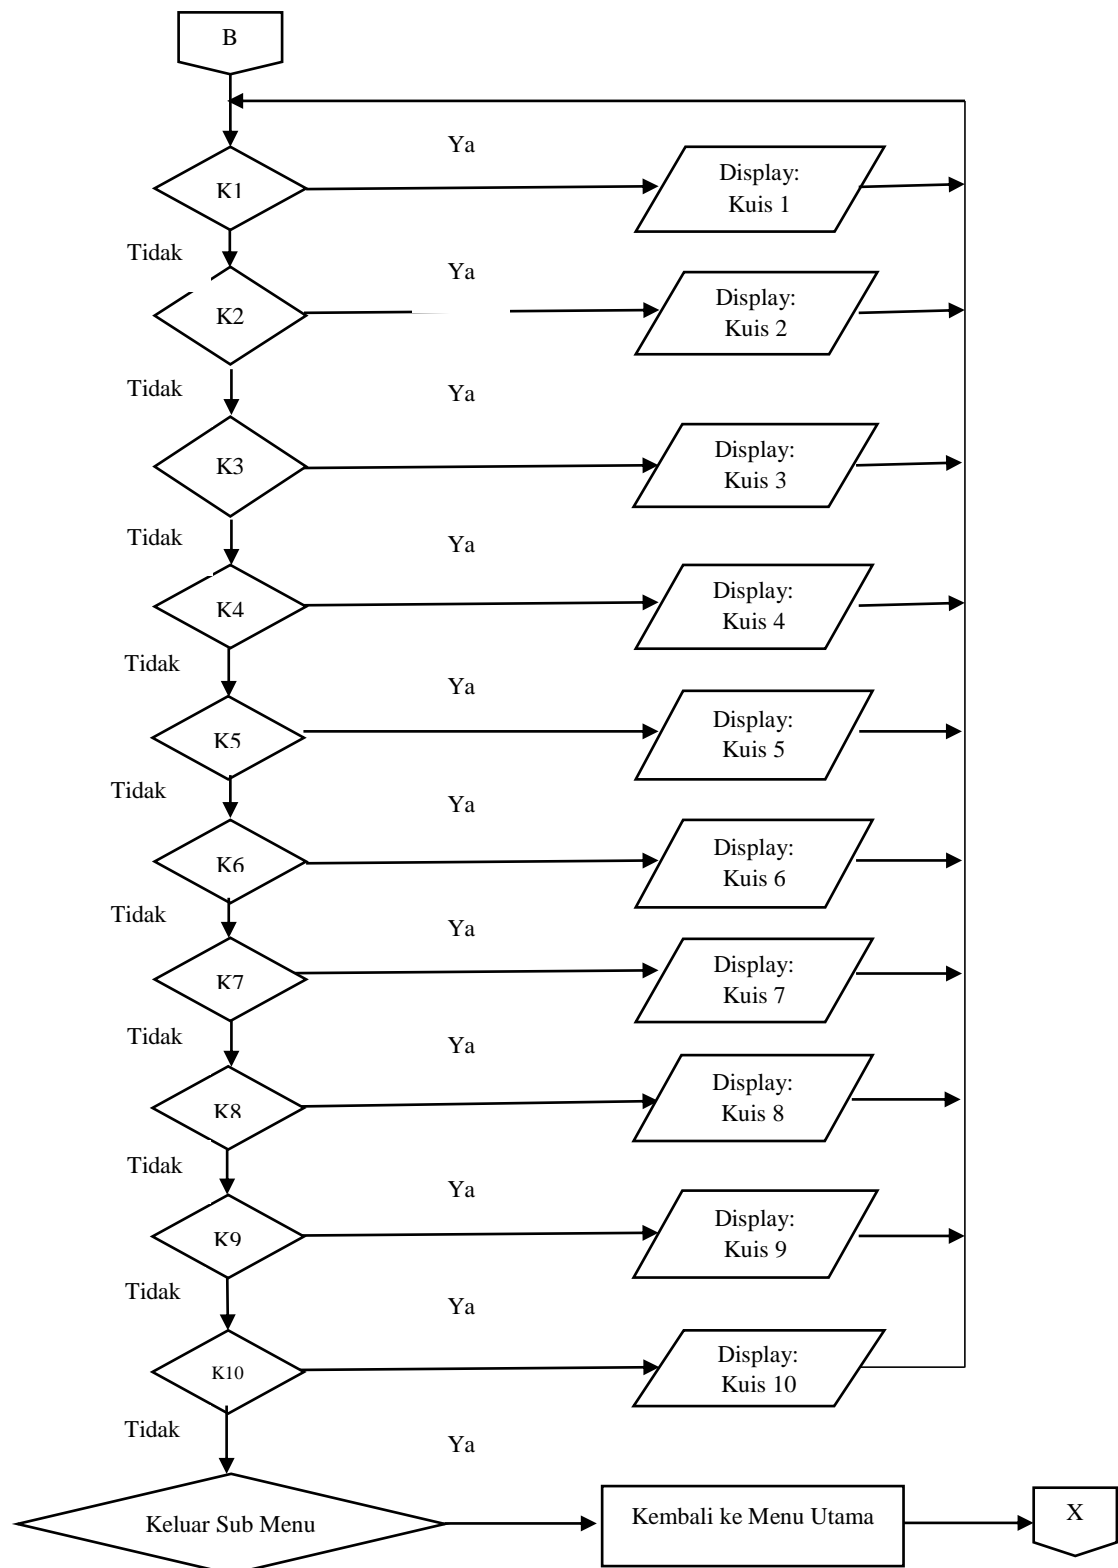 B
Ya
K1
Display:
Kuis 1
Tidak
Ya
K2
Display:
Kuis 2
Tidak
Ya
K3
Display:
Kuis 3
Tidak
Ya
K4
Display:
Kuis 4
Tidak
Ya
K5
Display:
Kuis 5
Tidak
Ya
K6
Display:
Kuis 6
Tidak
Ya
K7
Display:
Kuis 7
Tidak
Ya
K8
Display:
Kuis 8
Tidak
Ya
K9
Display:
Kuis 9
Tidak
Ya
K10
Display:
Kuis 10
Tidak
Ya
Keluar Sub Menu
Kembali ke Menu Utama
X